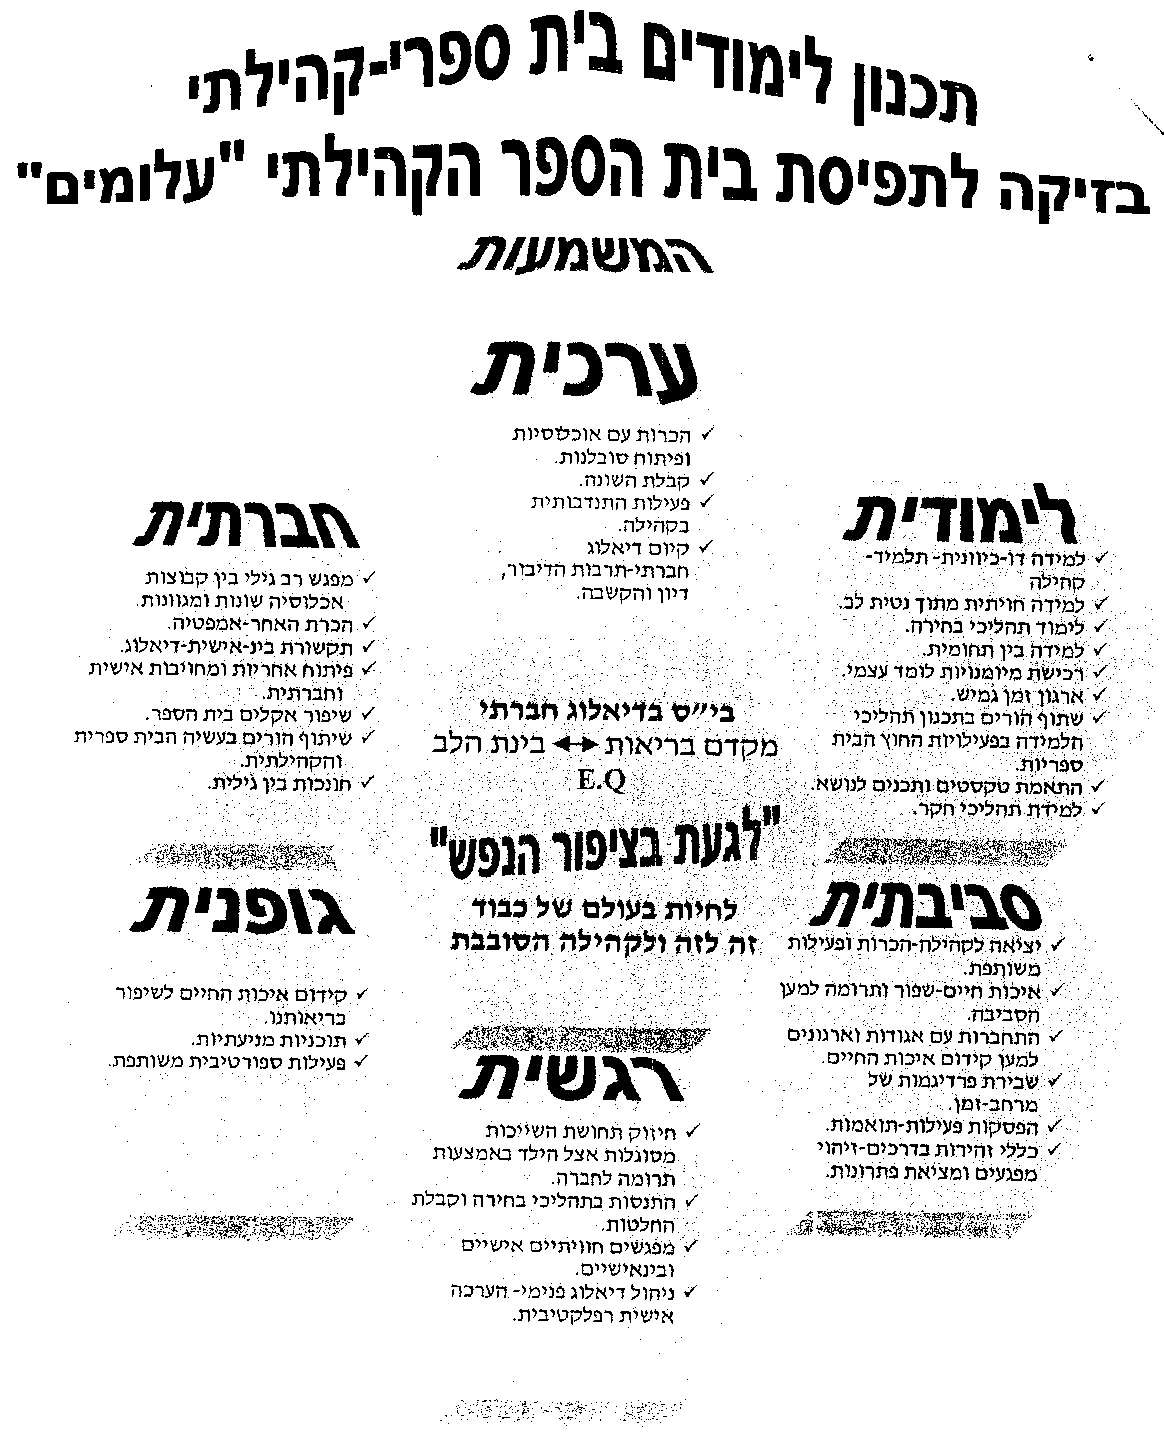 תכנון לימודים בית ספרי-קהילתי
בזיקה לתפיסת בית הספר הקהילתי "עלומים"
המשמעות
ערכית
✓ הכרות עם אוכלוסיות
ופיתוח סובלנות.
✓ קבלת השונה.
✓ פעילות התנדבותית
בקהילה.
✓ קיום דיאלוג
חברתי-תרבות הדיבור,
דיון והקשבה.
לימודית
✓ למידה דו-כיוונית- תלמיד-
קהילה
✓ למידה חויתית מתוך נטית לב.
✓ לימוד תהליכי בחירה.
✓ למידה בין תחומית.
✓ רכישת מיומנויות לומד עצמי.
✓ ארגון זמן גמיש.
✓ שתוף הורים בתכנון תהליכי
הלמידה בפעילויות החוץ הבית
ספריות.
✓ התאמת טקסטים ותכנים לנושא.
✓ למידת תהליכי חקר.
חברתית
✓ מפגש רב גילי בין קבוצות
אכלוסיה שונות ומגוונות.
✓ הכרת האחר-אמפטיה.
✓ תקשורת בינ-אישית-דיאלוג.
✓ פיתוח אחריות ומחויבות אישית
וחברתית.
✓ שיפור אקלים בית הספר.
✓ שיתוף הורים בעשיה הבית ספרית
והקהילתית.
✓ חונכות בין גילית.
בי״ס בדיאלוג חברתי
מקדם בריאות ↔ בינת הלב
E.Q
"לגעת בציפור הנפש"
לחיות בעולם של כבוד
זה לזה ולקהילה הסובבת
סביבתית
✓ יציאה לקהילה-הכרות ופעילות
משותפת.
✓ איכות חיים-שפור ותרומה למען
הסביבה.
✓ התחברות עם אגודות וארגונים
למען קידום איכות החיים.
✓ שבירת פרדיגמות של
מרחב-זמן.
✓ הפסקות פעילות-תואמות.
✓ כללי זהירות בדרכים-זיהוי
מפגעים ומציאת פתרונות.
גופנית
✓ קידום איכות החיים לשיפור
בריאותנו.
✓ תוכניות מניעתיות.
✓ פעילות ספורטיבית משותפת.
רגשית
✓ חיזוק תחושת השייכות
מסוגלות אצל הילד באמצעות
תרומה לחברה.
✓ התנסות בתהליכי בחירה וקבלת
החלטות.
✓ מפגשים חוויתיים אישיים
ובינאישיים.
✓ ניהול דיאלוג פנימי- הערכה
אישית רפלקטיבית.